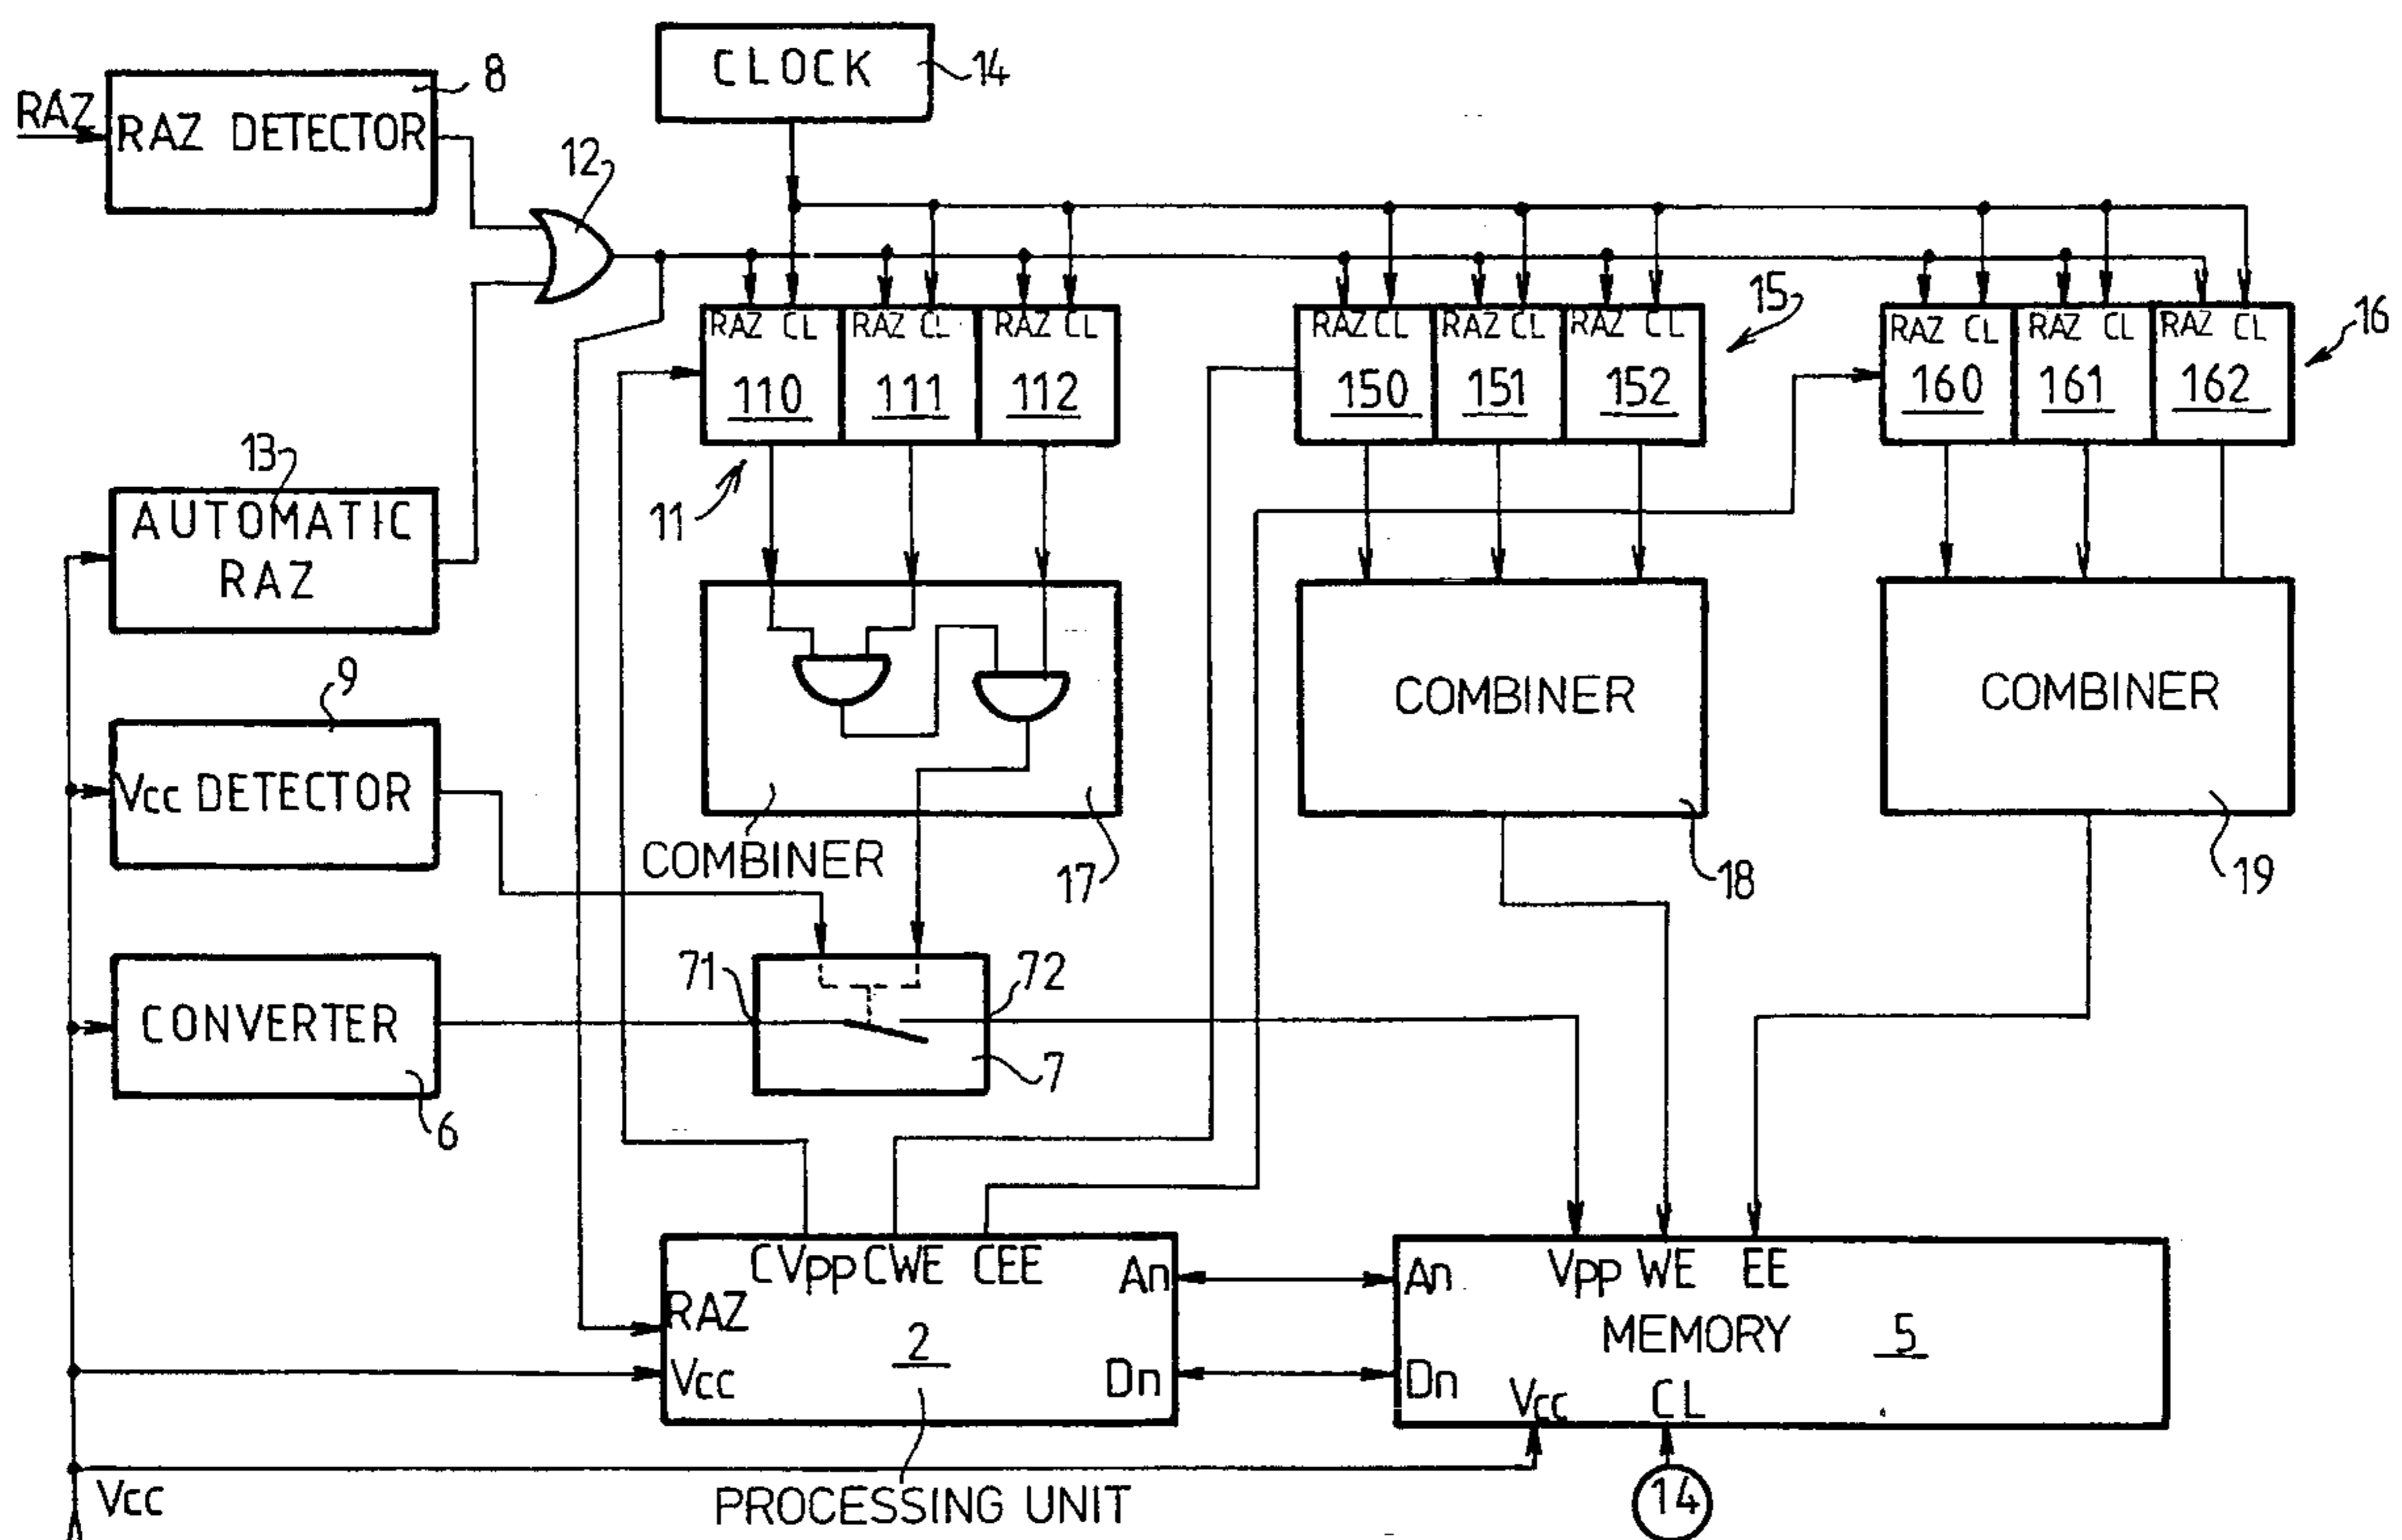 CLOCK
14
8
RAZ
RAZ DETECTOR
12
15
16
RAZ CL RAZ CL RAZ CL
110 111 112
RAZ CL RAZ CL RAZ CL
150 151 152
RAZ CL RAZ CL RAZ CL
160 161 162
13
11
AUTOMATIC
RAZ
9
Vcc DETECTOR
COMBINER
17
COMBINER
18
COMBINER
19
71
72
CONVERTER
7
6
CVpp CWE CEE
An
RAZ
2
Vcc
Dn
Vpp WE EE
An
MEMORY 5
Dn
Vcc CL
Vcc
PROCESSING UNIT
14